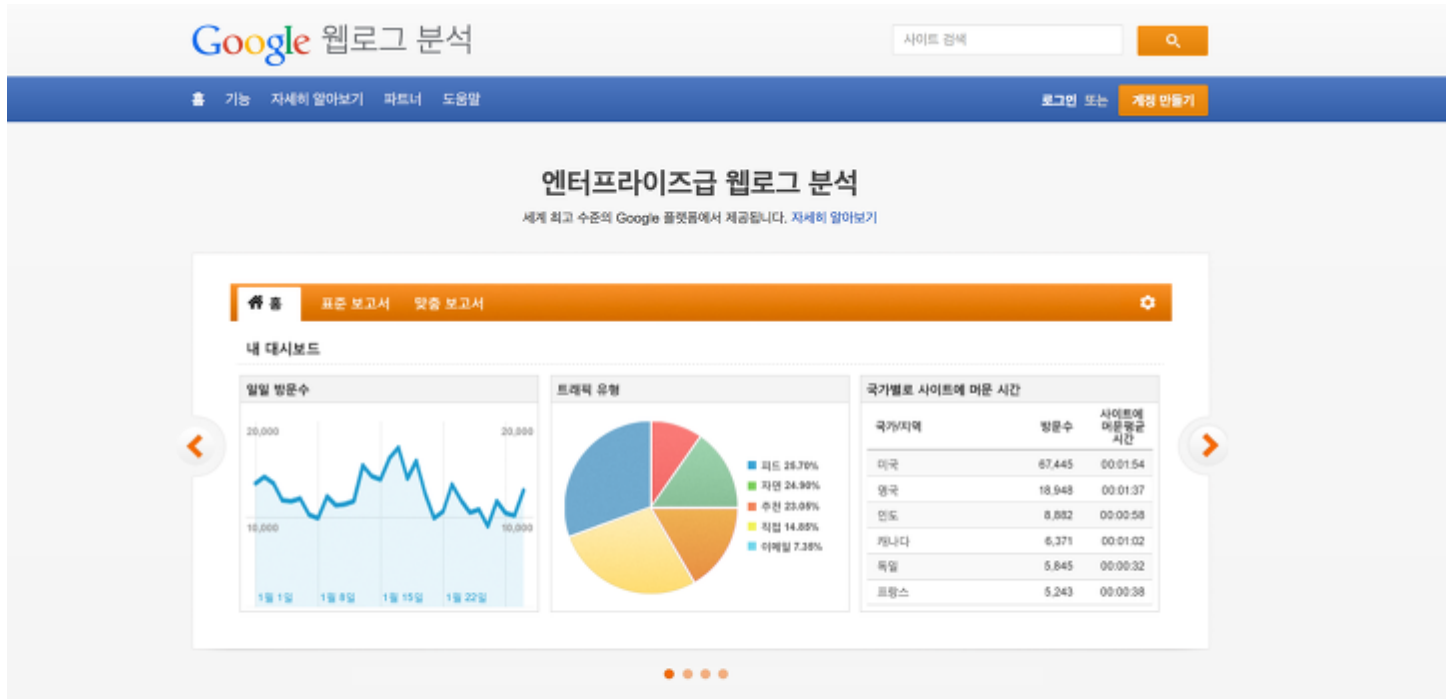 Google 웹로그 분석
사이트 검색
홈 기능 자세히 알아보기 파트너 도움말
로그인 또는 계정 만들기
엔터프라이즈급 웹로그 분석
세계 최고 수준의 Google 플랫폼에서 제공됩니다. 자세히 알아보기
홈 표준 보고서 맞춤 보고서
내 대시보드
일일 방문수
20,000 20,000
10,000 10,000
1월 1일 1월 8일 1월 15일 1월 22일
트래픽 유형
피드 25.70%
자연 24.90%
추천 23.05%
직접 14.85%
이메일 7.35%
국가별로 사이트에 머문 시간
국가/지역 방문수 사이트에
머문평균
시간
미국 67,445 00:01:54
영국 18,948 00:01:37
인도 8,882 00:00:58
캐나다 6,371 00:01:02
독일 5,845 00:00:32
프랑스 5,243 00:00:38